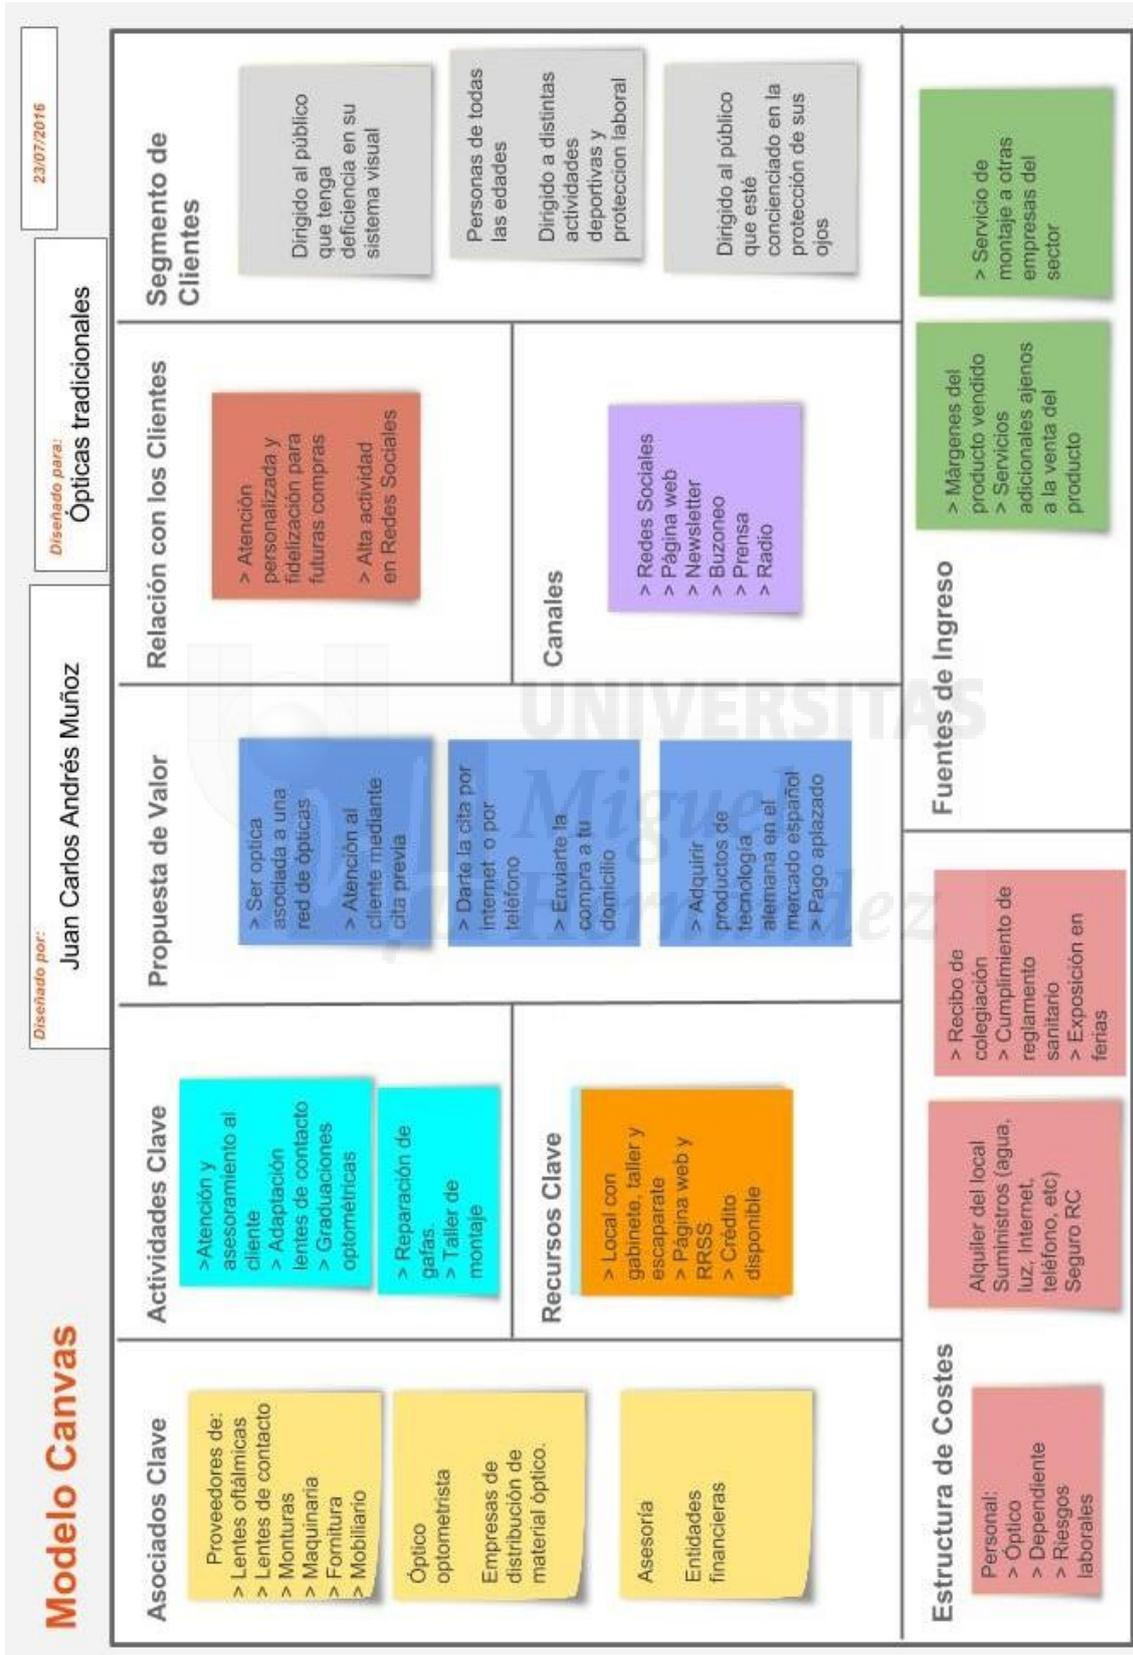 Modelo Canvas
Diseñado por:
Juan Carlos Andrés Muñoz
Diseñado para:
Ópticas tradicionales
23/07/2016
Asociados Clave
Proveedores de:
> Lentes oftálmicas
> Lentes de contacto
> Monturas
> Maquinaria
> Fornitura
> Mobiliario
Óptico
optometrista
Empresas de
distribución de
material óptico.
Asesoría
Entidades
financieras
Actividades Clave
>Atención y
asesoramiento al
cliente
> Adaptación
lentes de contacto
> Graduaciones
optométricas
> Reparación de
gafas.
> Taller de
montaje
Recursos Clave
> Local con
gabinete, taller y
escaparate
> Página web y
RRSS
> Crédito
disponible
Propuesta de Valor
> Ser optica
asociada a una
red de ópticas
> Atención al
cliente mediante
cita previa
> Darte la cita por
internet o por
teléfono
> Enviarte la
compra a tu
domicilio
> Adquirir
productos de
tecnología
alemana en el
mercado español
> Pago aplazado
Relación con los Clientes
> Atención
personalizada y
fidelización para
futuras compras
> Alta actividad
en Redes Sociales
Canales
> Redes Sociales
> Página web
> Newsletter
> Buzoneo
> Prensa
> Radio
Segmento de
Clientes
Dirigido al público
que tenga
deficiencia en su
sistema visual
Personas de todas
las edades
Dirigido a distintas
actividades
deportivas y
proteccion laboral
Dirigido al público
que esté
concienciado en la
protección de sus
ojos
Estructura de Costes
Personal:
> Óptico
> Dependiente
> Riesgos
laborales
Alquiler del local
Suministros (agua,
luz, Internet,
teléfono, etc)
Seguro RC
> Recibo de
colegiación
> Cumplimiento de
reglamento
sanitario
> Exposición en
ferias
Fuentes de Ingreso
> Márgenes del
producto vendido
> Servicios
adicionales ajenos
a la venta del
producto
> Servicio de
montaje a otras
empresas del
sector
UNIVERSITAS
Miguel
Hernández